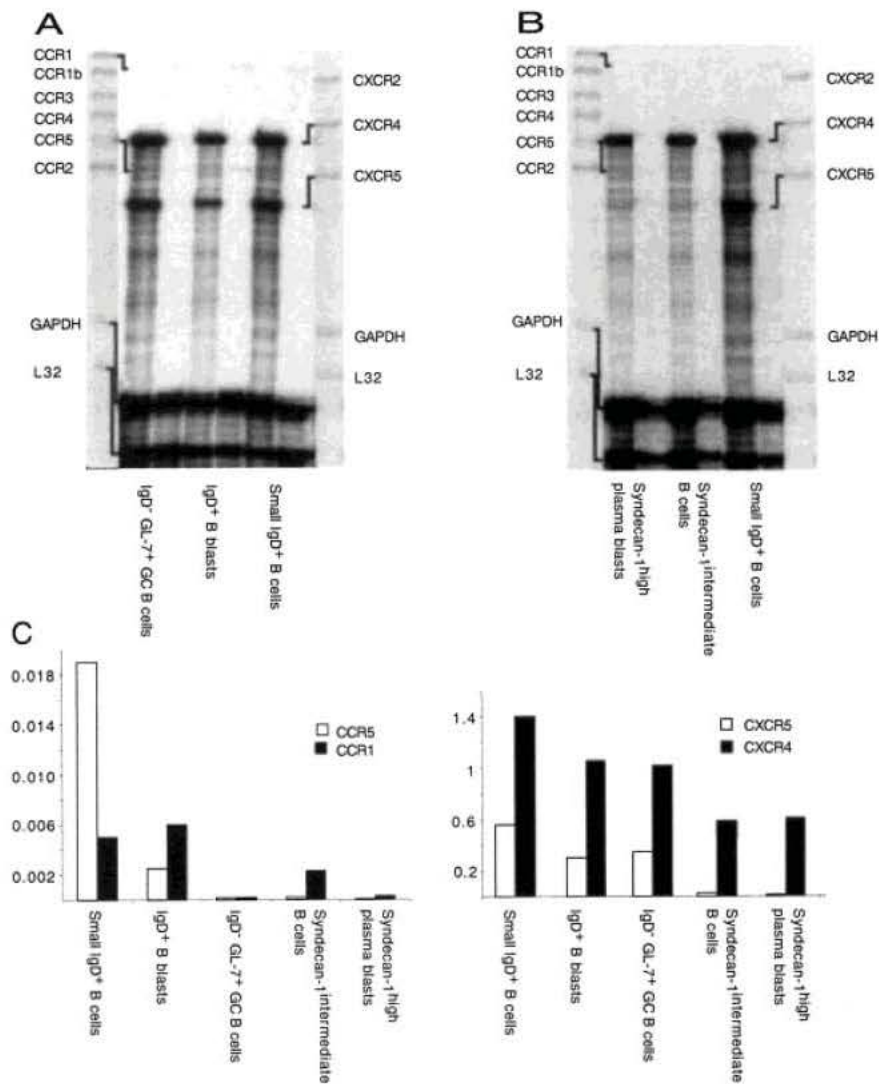 A
CCR1
CCR1b
CCR3
CCR4
CCR5
CCR2
GAPDH
L32
CXCR2
CXCR4
CXCR5
GAPDH
L32
IgD- GL-7+ GC B cells
IgD+ B blasts
Small IgD+ B cells
B
CCR1
CCR1b
CCR3
CCR4
CCR5
CCR2
GAPDH
L32
CXCR2
CXCR4
CXCR5
GAPDH
L32
Syndecan-1high
plasma blasts
Syndecan-1intermediate
B cells
Small IgD+ B cells
C
0.018
0.014
0.010
0.006
0.002
CCR5
CCR1
Small IgD+ B cells
IgD+ B blasts
IgD- GL-7+ GC B cells
Syndecan-1intermediate
B cells
Syndecan-1high
plasma blasts
1.4
1
0.6
0.2
CXCR5
CXCR4
Small IgD+ B cells
IgD+ B blasts
IgD- GL-7+ GC B cells
Syndecan-1intermediate
B cells
Syndecan-1high
plasma blasts